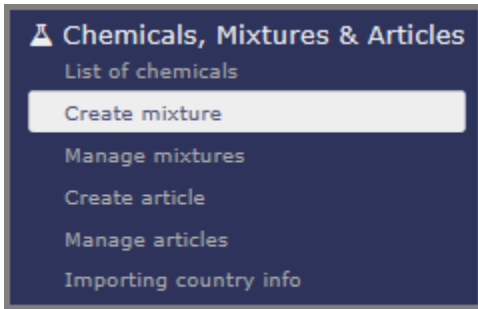 Chemicals, Mixtures & Articles
List of chemicals
Create mixture
Manage mixtures
Create article
Manage articles
Importing country info